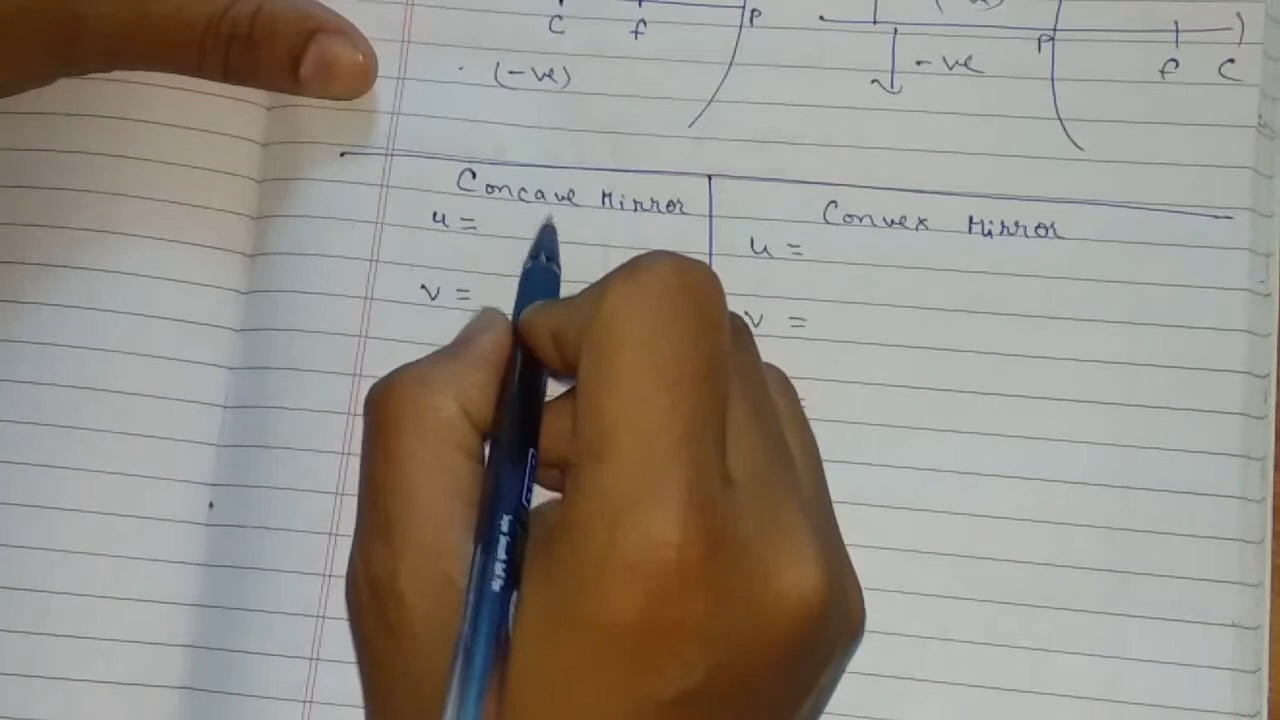 C f P
P f C
(-ve)
-ve
Concave Mirror
u =
v =
Convex Mirror
u =
v =
=